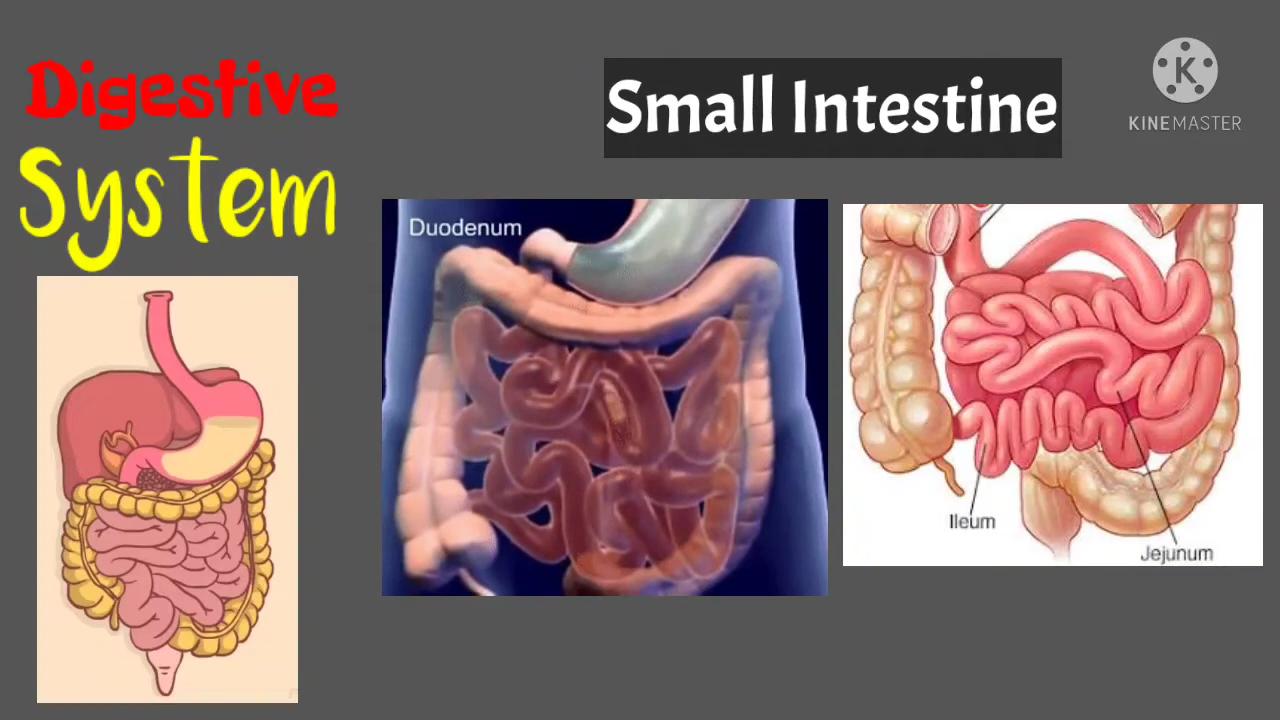 Digestive
System
Small Intestine
K
KINEMASTER
Duodenum
Ileum
Jejunum